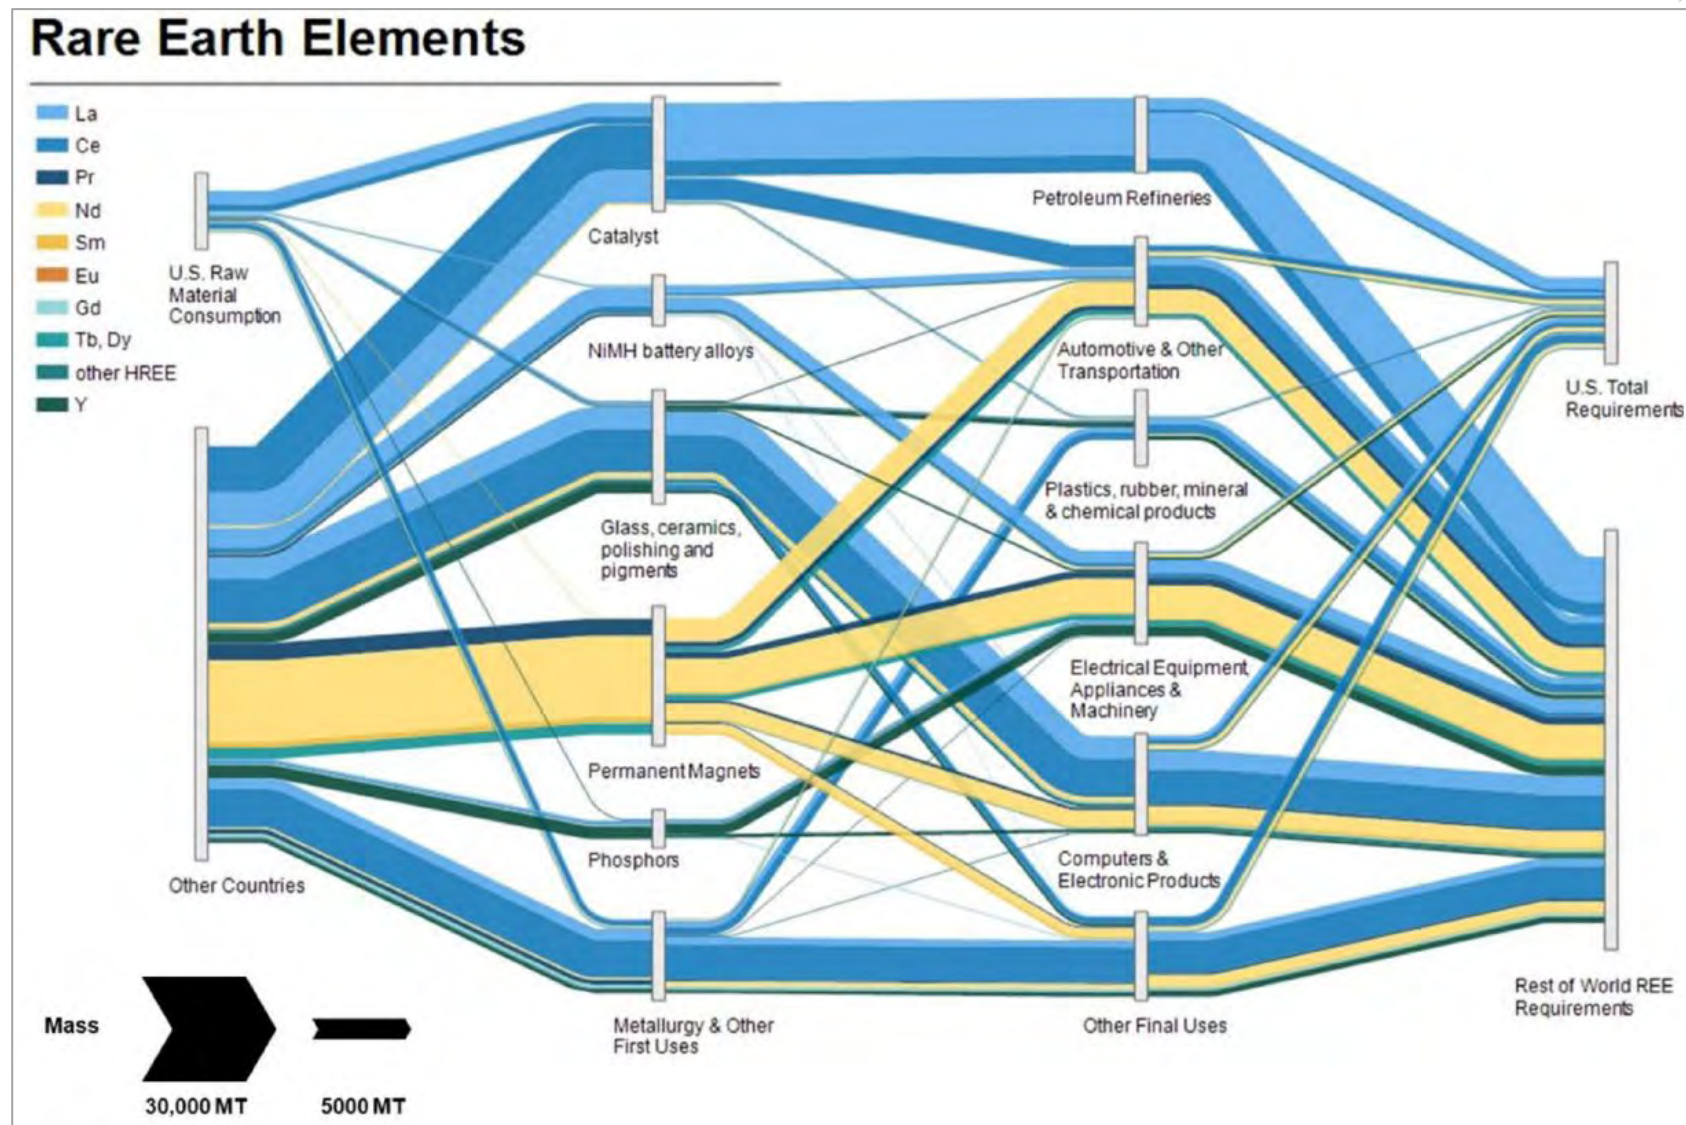 Rare Earth Elements
La
Ce
Pr
Nd
Sm
Eu
Gd
Tb, Dy
other HREE
Y
U.S. Raw
Material
Consumption
Other Countries
Catalyst
NiMH battery alloys
Glass, ceramics,
polishing and
pigments
Permanent Magnets
Phosphors
Metallurgy & Other
First Uses
Petroleum Refineries
Automotive & Other
Transportation
Plastics, rubber, mineral
& chemical products
Electrical Equipment,
Appliances &
Machinery
Computers &
Electronic Products
Other Final Uses
U.S. Total
Requirements
Rest of World REE
Requirements
Mass
30,000 MT
5000 MT